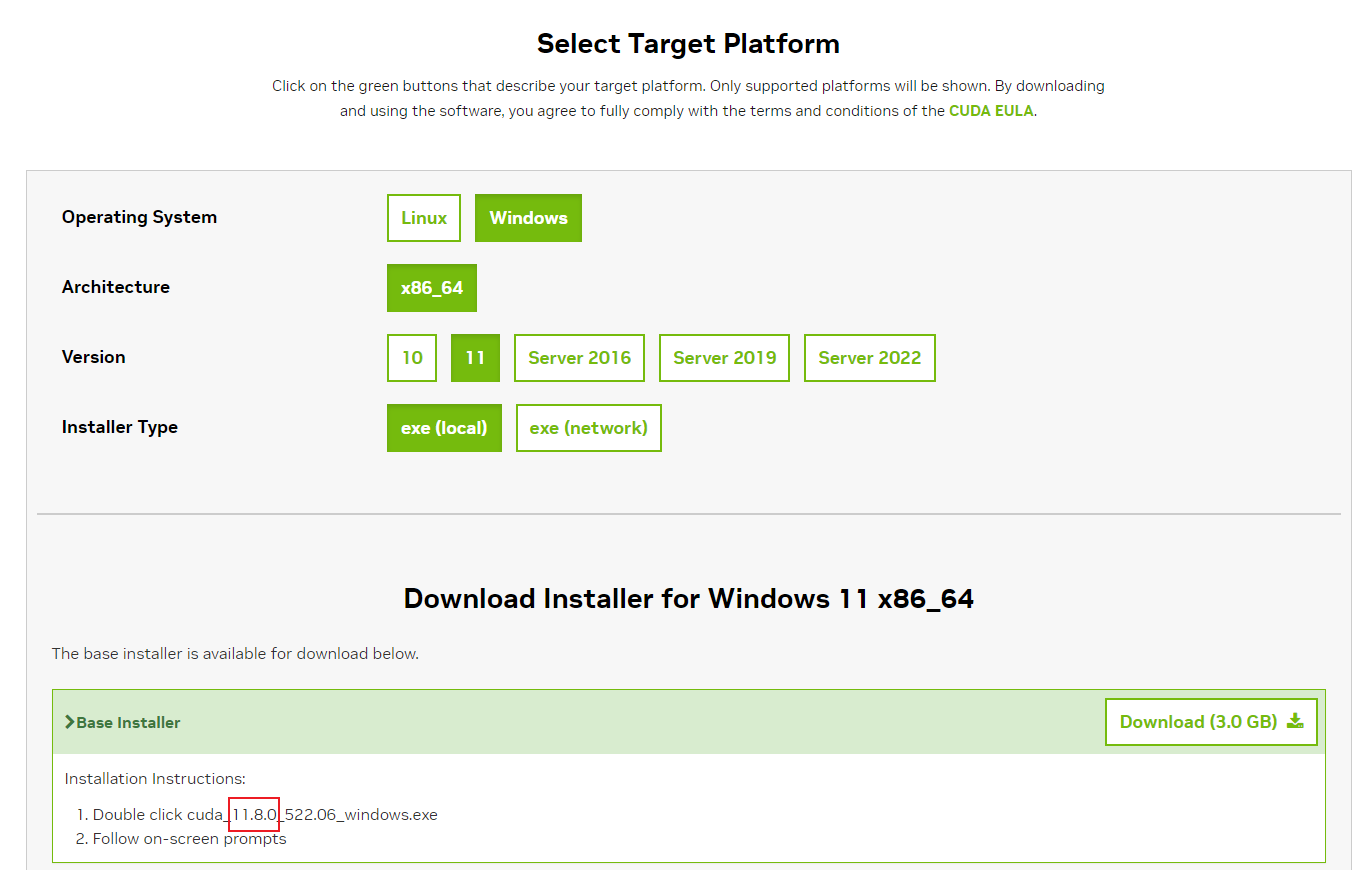 Select Target Platform
Click on the green buttons that describe your target platform. Only supported platforms will be shown. By downloading
and using the software, you agree to fully comply with the terms and conditions of the CUDA EULA.
Operating System
Linux
Windows
Architecture
x86_64
Version
10
11
Server 2016
Server 2019
Server 2022
Installer Type
exe (local)
exe (network)
Download Installer for Windows 11 x86_64
The base installer is available for download below.
Base Installer
Download (3.0 GB)
Installation Instructions:
1. Double click cuda_11.8.0_522.06_windows.exe
2. Follow on-screen prompts